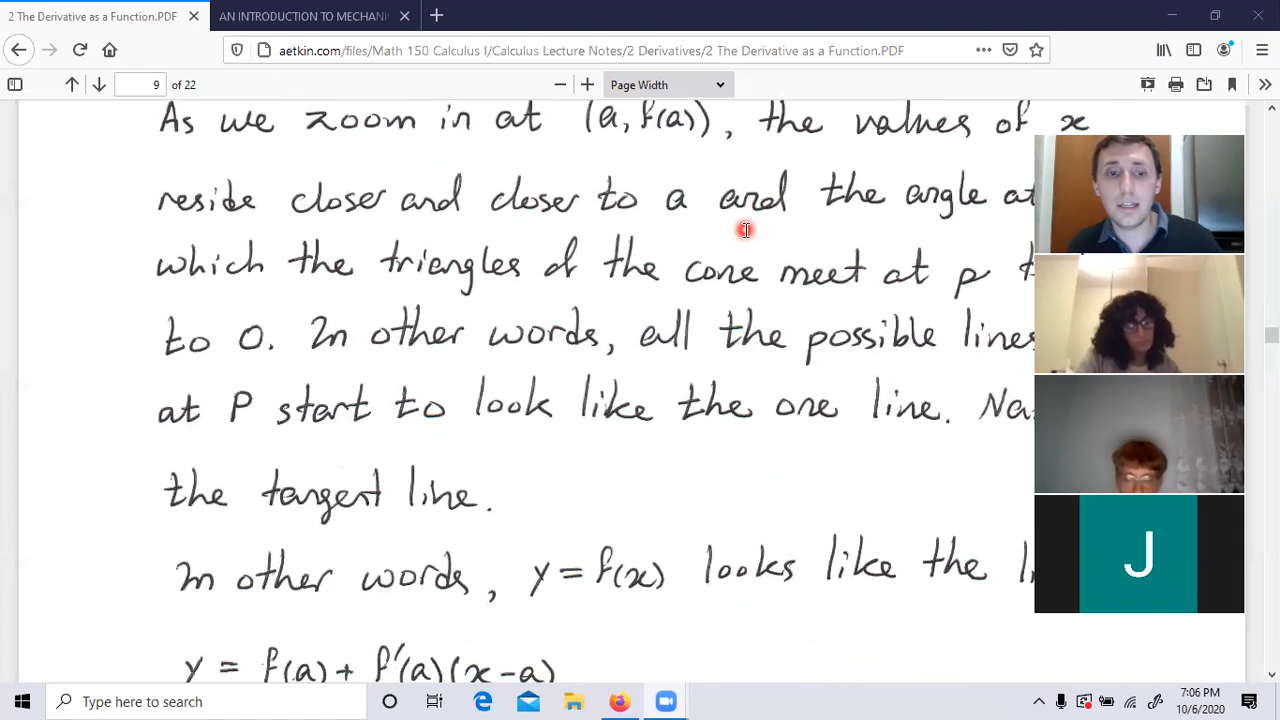 2 The Derivative as a Function.PDF
AN INTRODUCTION TO MECHANI
aetkin.com/files/Math 150 Calculus I/Calculus Lecture Notes/2 Derivatives/2 The Derivative as a Function.PDF
9 of 22
Page Width
As we zoom in at (a, f(a)), the values of x
reside closer and closer to a and the angle at
which the triangles of the cone meet at p
to 0. In other words, all the possible lines
at P start to look like the one line.
the tangent line.
In other words, y = f(x) looks like the
y = f(a) + f'(a)(x-a)
J
Type here to search
7:06 PM
10/6/2020